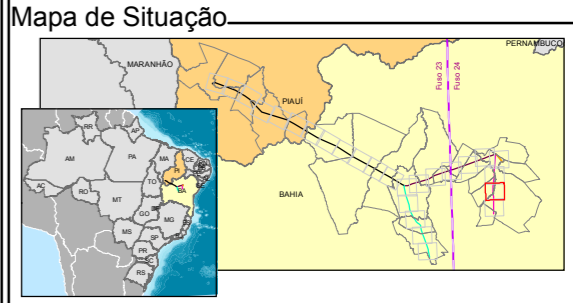 Mapa de Situação
PERNAMBUCO
MARANHÃO
Fuso 23
Fuso 24
PIAUÍ
BAHIA
RR
AP
AM
PA
MA
CE
PI
AC
RO
TO
BA
MT
GO
MG
MS
SP
PR
SC
RS